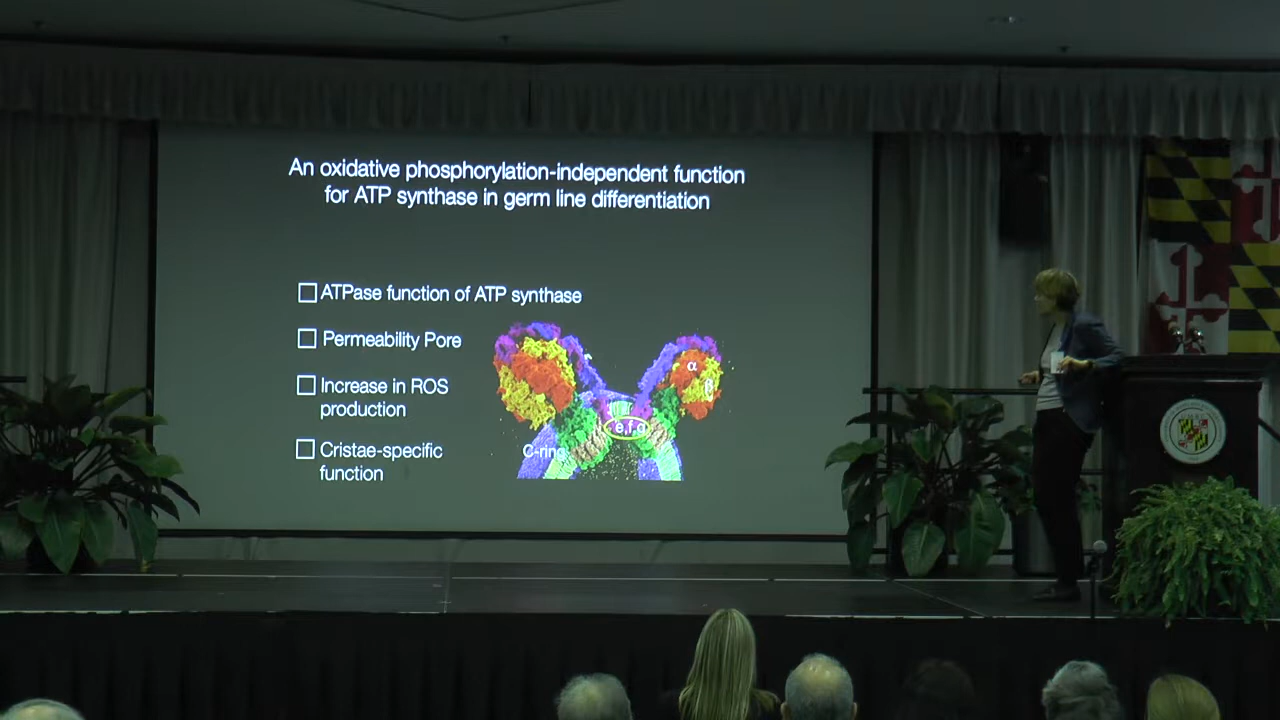 An oxidative phosphorylation-independent function
for ATP synthase in germ line differentiation
ATPase function of ATP synthase
Permeability Pore
Increase in ROS
production
Cristae-specific
function
α
β
e,f,g
C-ring